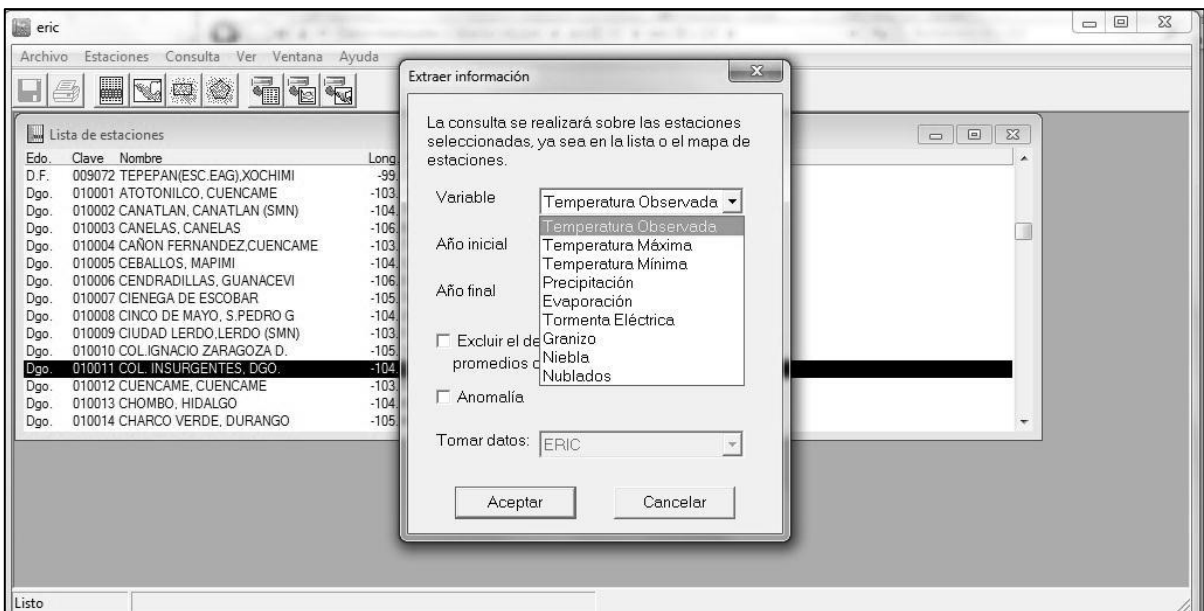 eric
Archivo Estaciones Consulta Ver Ventana Ayuda
Lista de estaciones
Edo. Clave Nombre Long.
D.F. 009072 TEPEPAN(ESC.EAG),XOCHIMI -99.
Dgo. 010001 ATOTONILCO, CUENCAME -103.
Dgo. 010002 CANATLAN, CANATLAN (SMN) -104.
Dgo. 010003 CANELAS, CANELAS -106.
Dgo. 010004 CAÑON FERNANDEZ,CUENCAME -103.
Dgo. 010005 CEBALLOS, MAPIMI -104.
Dgo. 010006 CENDRADILLAS, GUANACEVI -106.
Dgo. 010007 CIENEGA DE ESCOBAR -105.
Dgo. 010008 CINCO DE MAYO, S.PEDRO G -104.
Dgo. 010009 CIUDAD LERDO,LERDO (SMN) -103.
Dgo. 010010 COL.IGNACIO ZARAGOZA D. -105.
Dgo. 010011 COL. INSURGENTES, DGO. -104.
Dgo. 010012 CUENCAME, CUENCAME -103.
Dgo. 010013 CHOMBO, HIDALGO -104.
Dgo. 010014 CHARCO VERDE, DURANGO -105.
Extraer información
La consulta se realizará sobre las estaciones
seleccionadas, ya sea en la lista o el mapa de
estaciones.
Variable Temperatura Observada
Temperatura Observada
Año inicial Temperatura Máxima
Temperatura Mínima
Año final Precipitación
Evaporación
Tormenta Eléctrica
Excluir el de Granizo
promedios Niebla
Nublados
Anomalía
Tomar datos: ERIC
Aceptar Cancelar
Listo